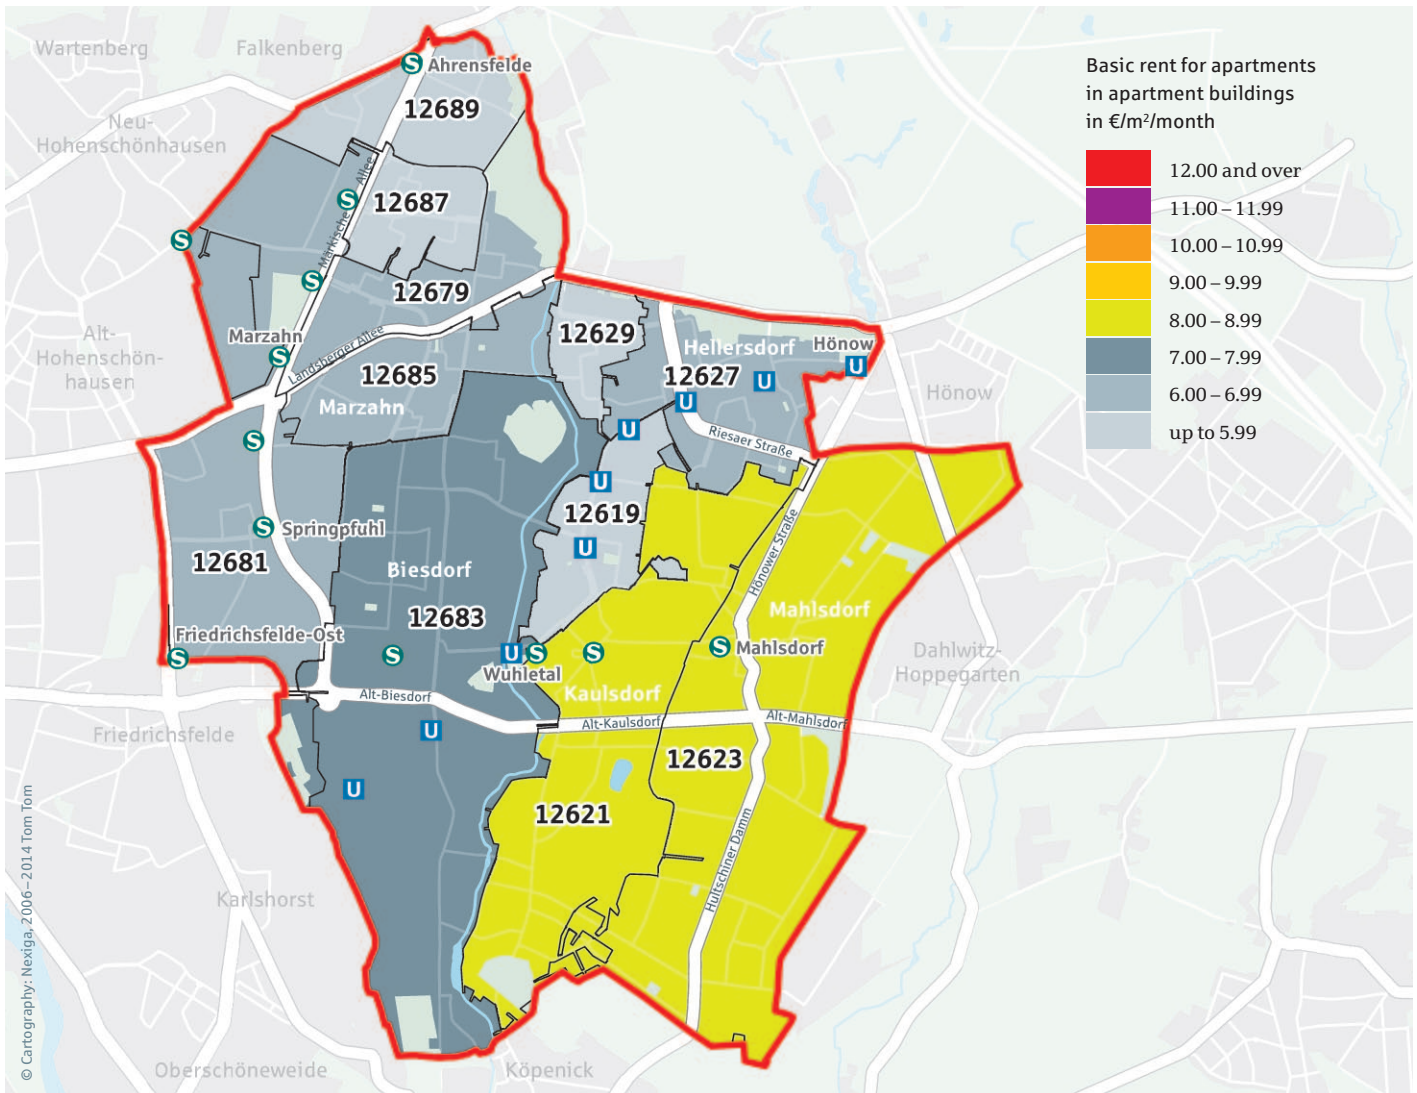 Wartenberg
Falkenberg
Ahrensfelde
12689
Neu-
Hohenschönhausen
12687
Märkische Allee
12679
Alt-
Hohenschön-
hausen
Marzahn
Landsberger Allee
12685
Marzahn
12629
Hellersdorf
Hönow
12627
Hönow
Riesaer Straße
12619
Springpfuhl
12681
Biesdorf
12683
Hönower Straße
Mahlsdorf
Friedrichsfelde-Ost
Wuhletal
Mahlsdorf
Kaulsdorf
Dahlwitz-
Hoppegarten
Alt-Biesdorf
Alt-Kaulsdorf
Alt-Mahlsdorf
Friedrichsfelde
12623
12621
Hultschiner Damm
Karlshorst
Oberschöneweide
Köpenick
S
S
S
S
S
S
S
S
S
S
S
S
U
U
U
U
U
U
U
U
U
Basic rent for apartments
in apartment buildings
in €/m²/month
12.00 and over
11.00 – 11.99
10.00 – 10.99
9.00 – 9.99
8.00 – 8.99
7.00 – 7.99
6.00 – 6.99
up to 5.99
© Cartography: Nexiga, 2006–2014 Tom Tom